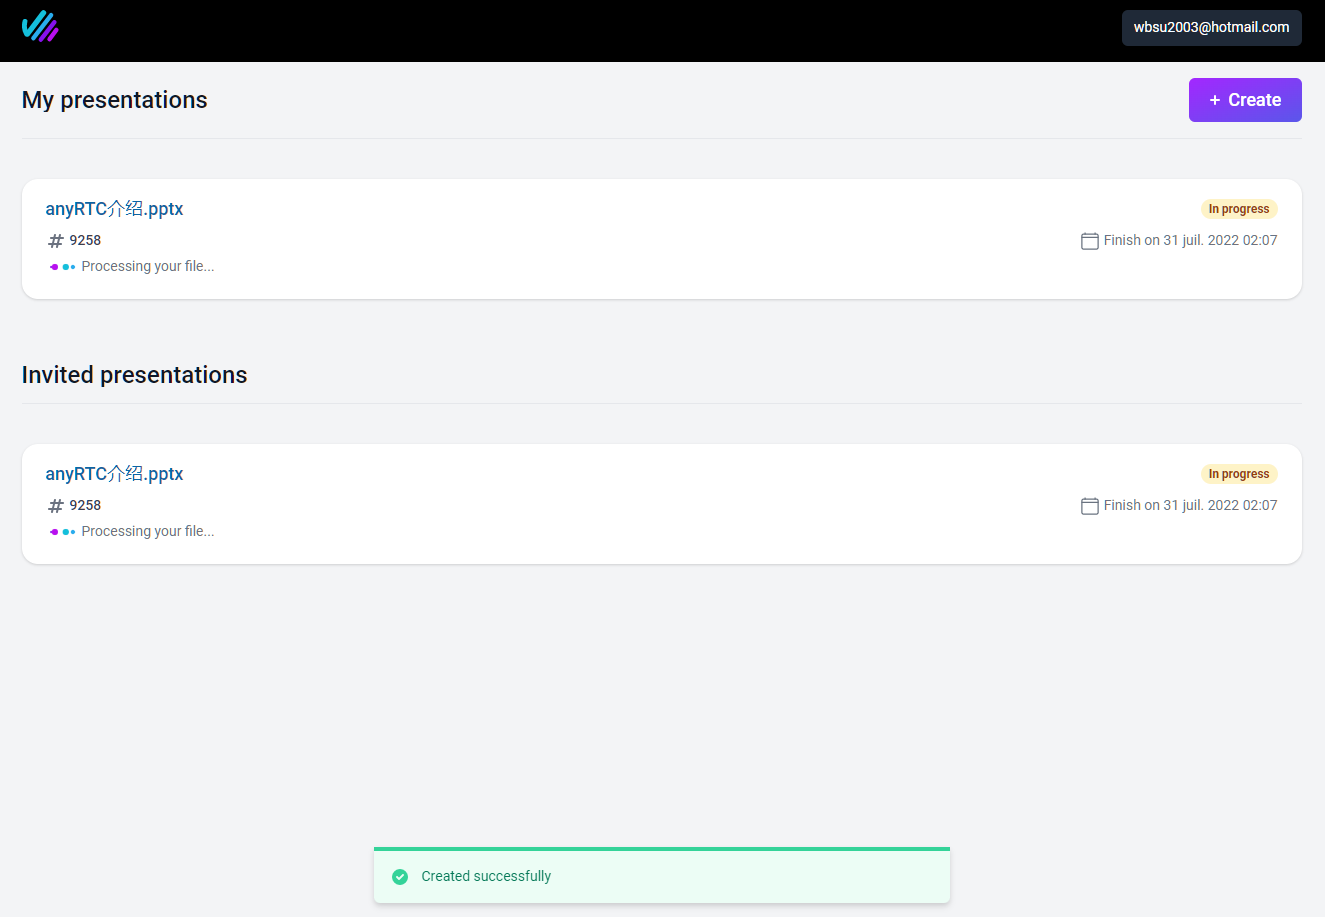 wbsu2003@hotmail.com
My presentations
+ Create
anyRTC介绍.pptx
In progress
# 9258
Finish on 31 juil. 2022 02:07
Processing your file...
Invited presentations
anyRTC介绍.pptx
In progress
# 9258
Finish on 31 juil. 2022 02:07
Processing your file...
Created successfully